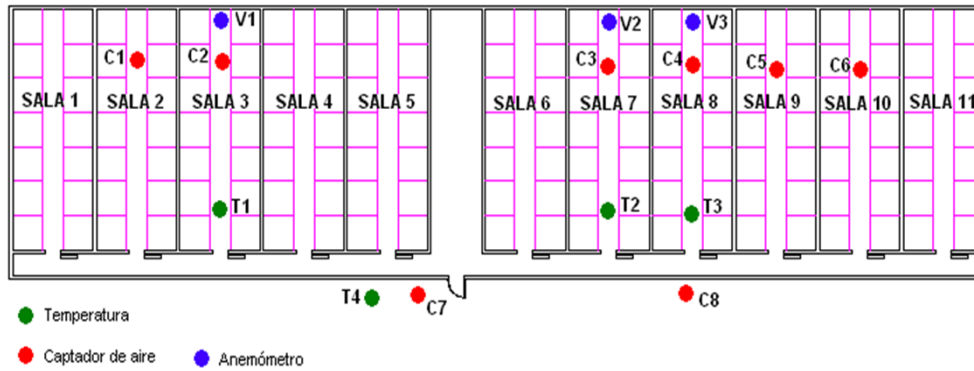 V1 V2 V3
C1 C2 C3 C4 C5 C6
SALA 1 SALA 2 SALA 3 SALA 4 SALA 5 SALA 6 SALA 7 SALA 8 SALA 9 SALA 10 SALA 11
T1 T2 T3
T4 C7 C8
Temperatura
Captador de aire Anemómetro